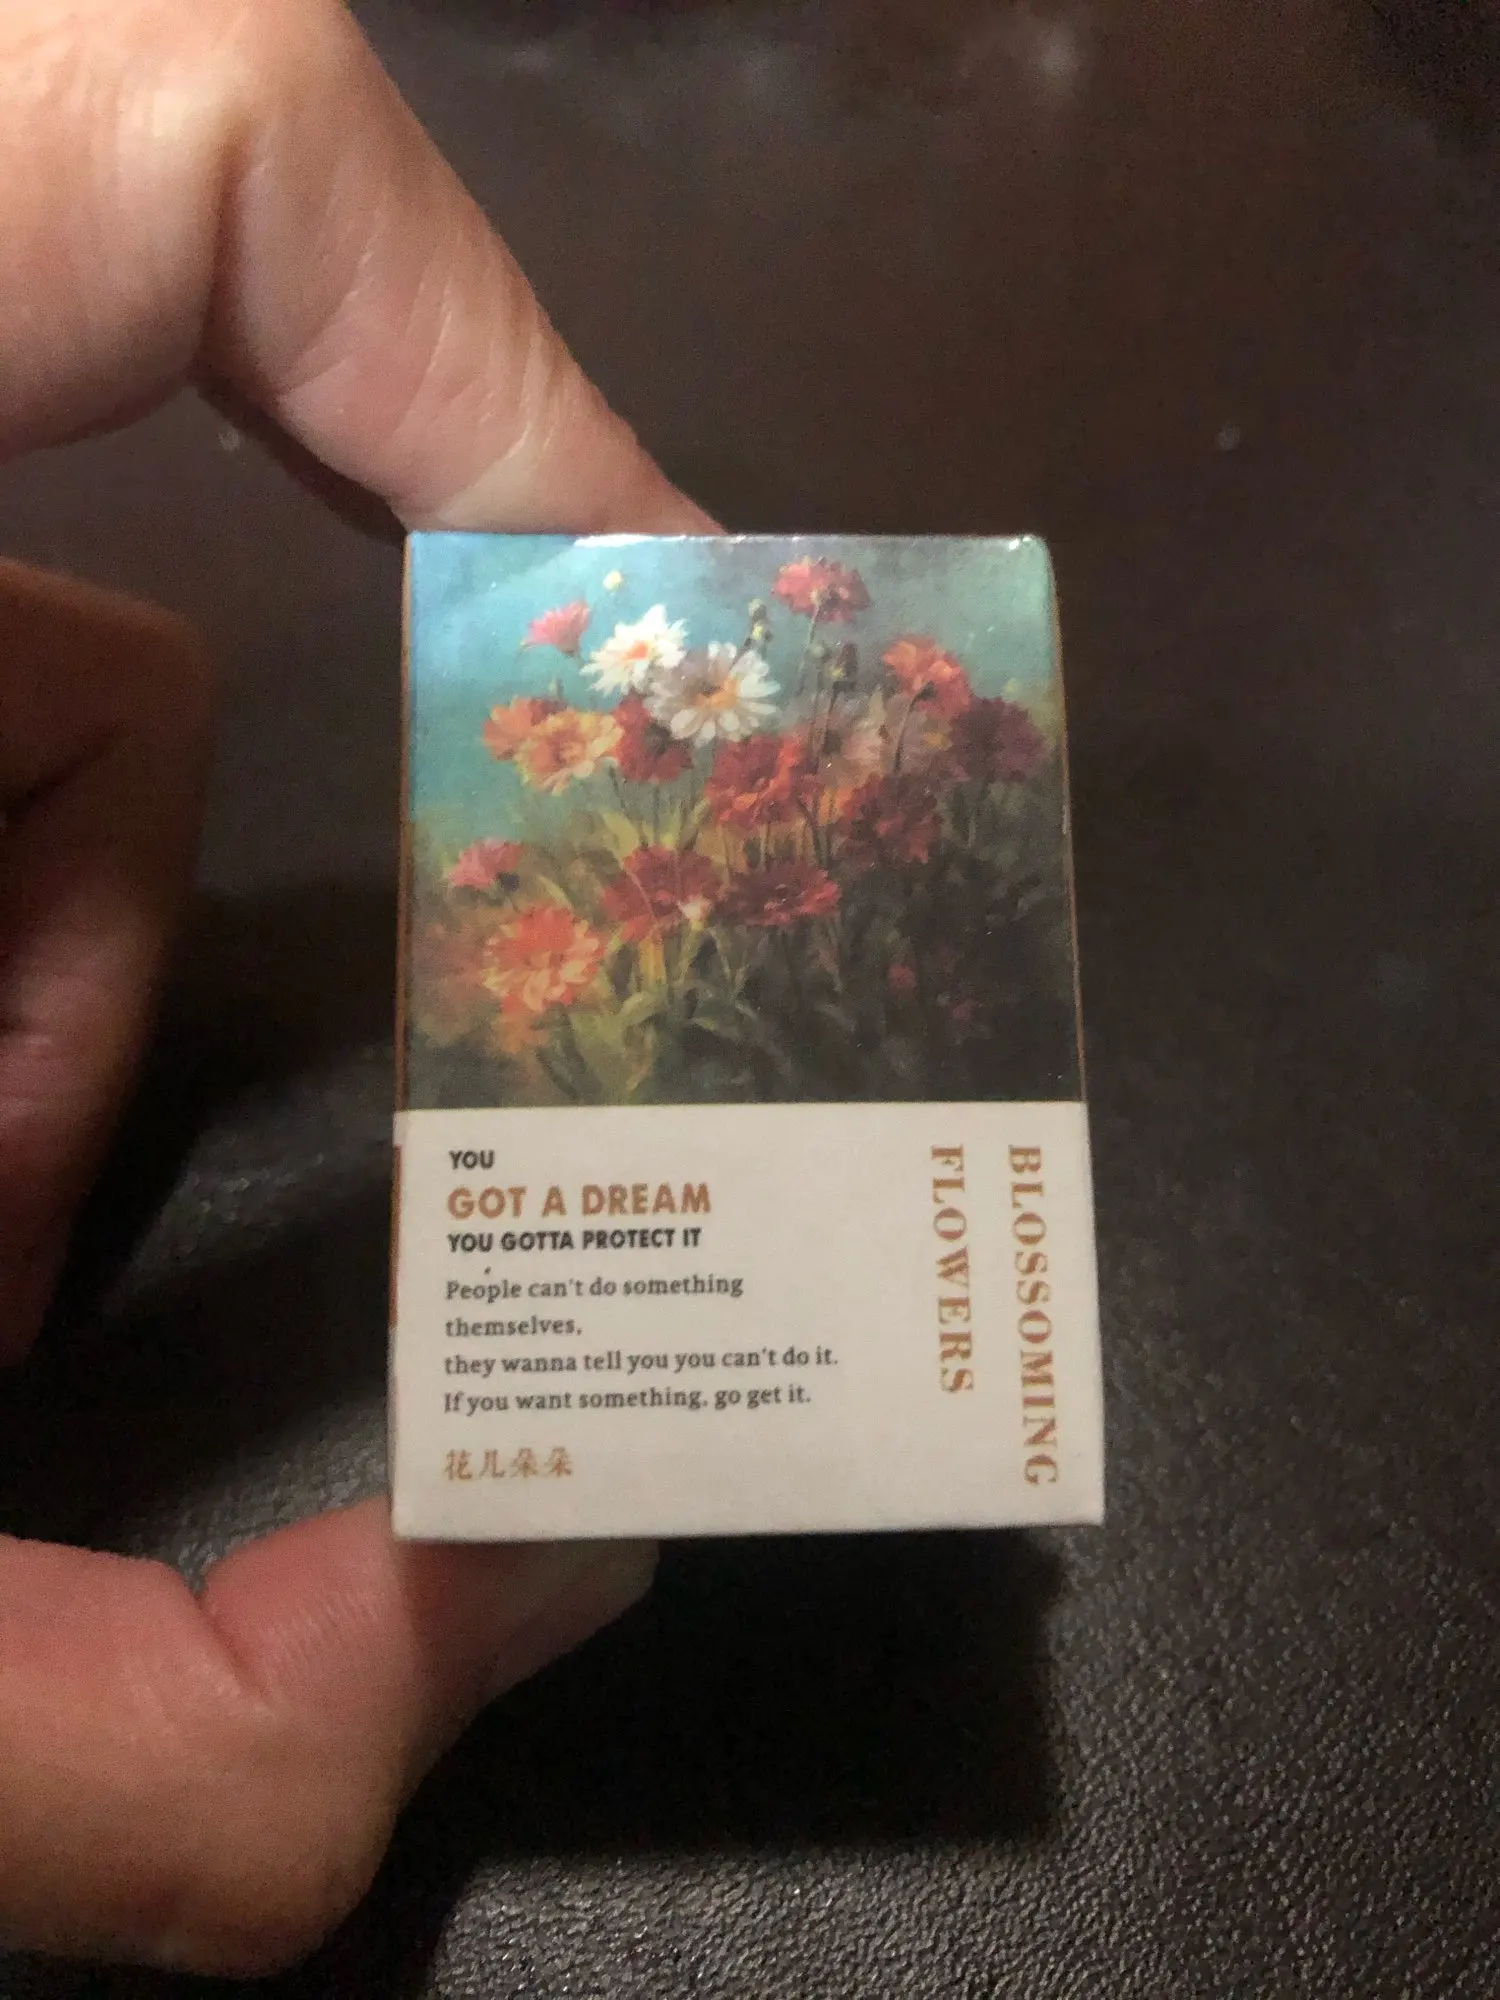 YOU
GOT A DREAM
YOU GOTTA PROTECT IT
People can't do something
themselves,
they wanna tell you you can't do it.
If you want something, go get it.
花儿朵朵
BLOSSOMING
FLOWERS